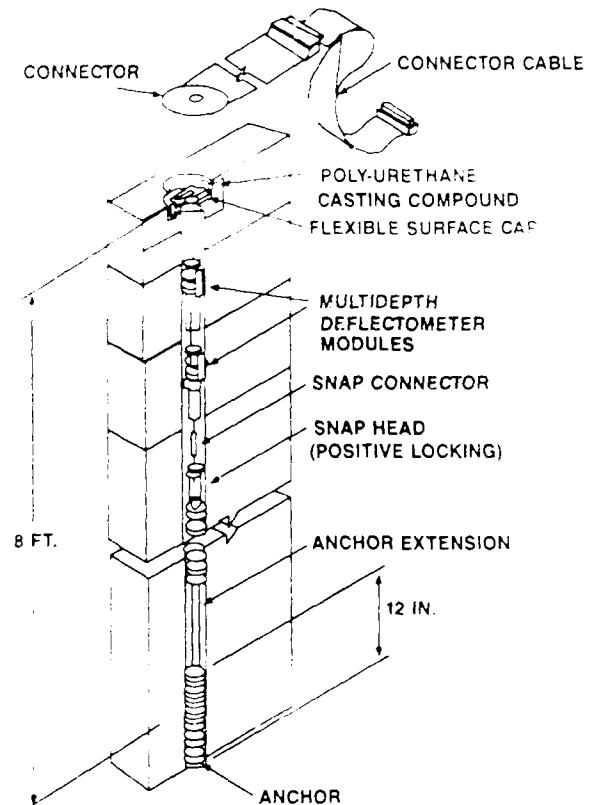 CONNECTOR
CONNECTOR CABLE
POLY-URETHANE
CASTING COMPOUND
FLEXIBLE SURFACE CAP
MULTIDEPTH
DEFLECTOMETER
MODULES
SNAP CONNECTOR
SNAP HEAD
(POSITIVE LOCKING)
8 FT.
ANCHOR EXTENSION
12 IN.
ANCHOR